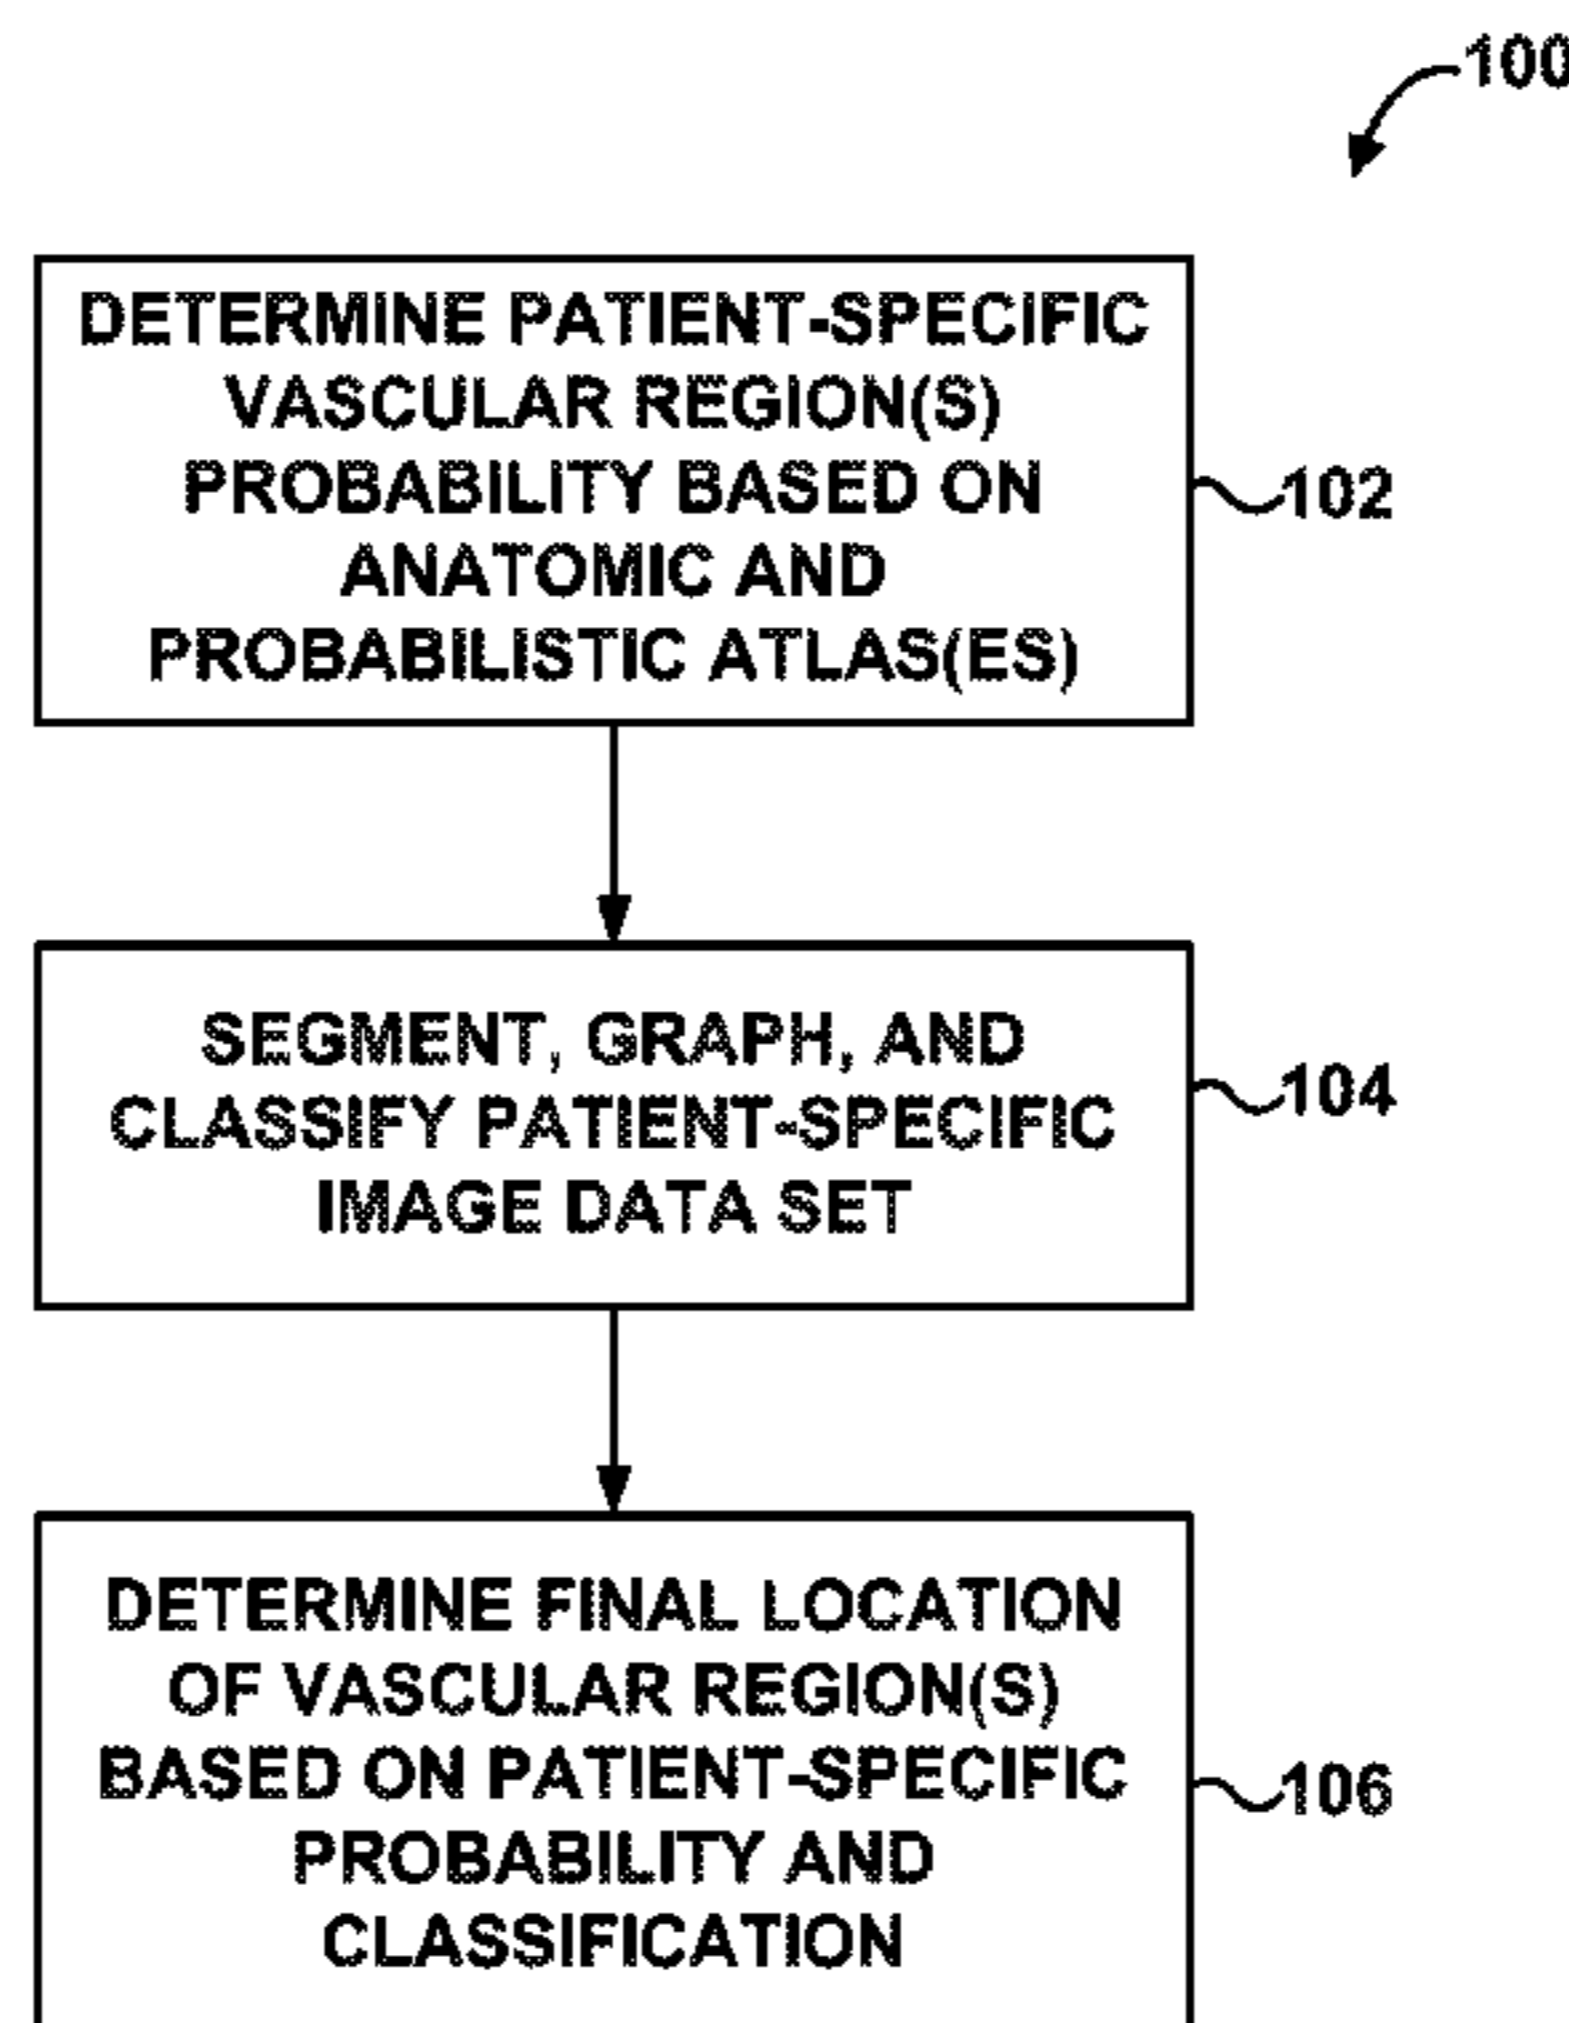 100
DETERMINE PATIENT-SPECIFIC
VASCULAR REGION(S)
PROBABILITY BASED ON
ANATOMIC AND
PROBABILISTIC ATLAS(ES)
102
SEGMENT, GRAPH, AND
CLASSIFY PATIENT-SPECIFIC
IMAGE DATA SET
104
DETERMINE FINAL LOCATION
OF VASCULAR REGION(S)
BASED ON PATIENT-SPECIFIC
PROBABILITY AND
CLASSIFICATION
106